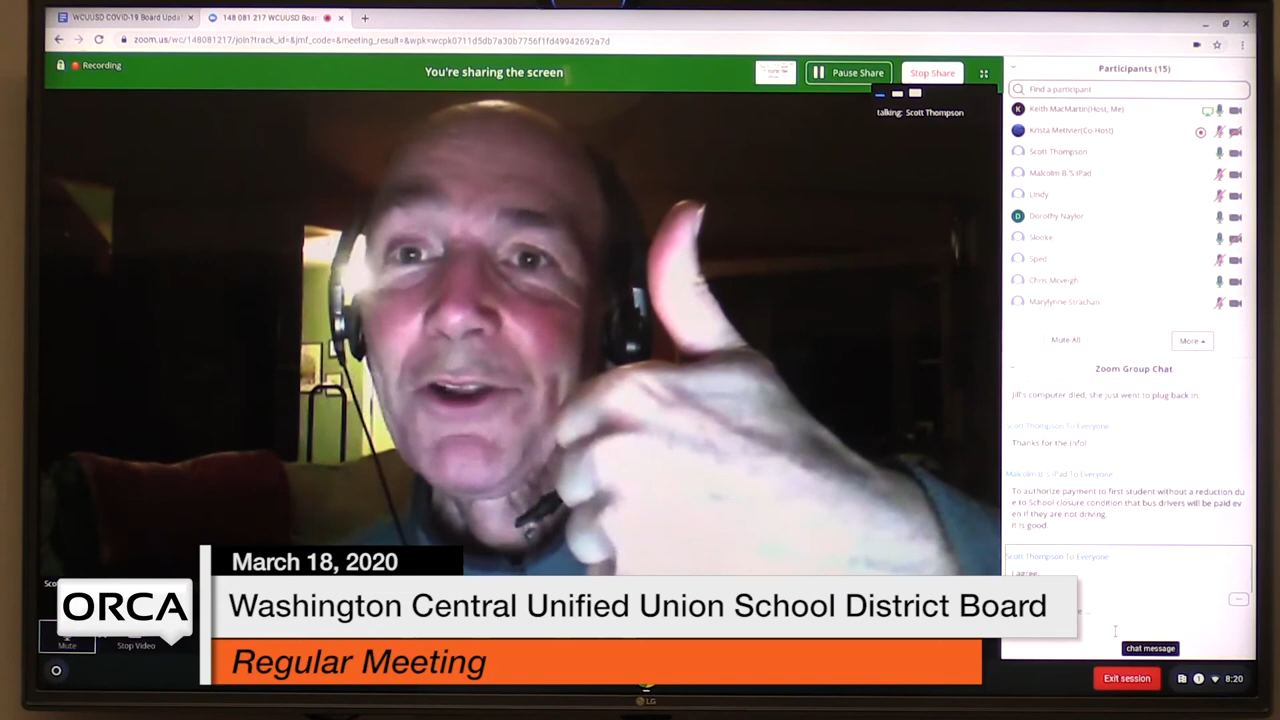 WCUUSD COVID-19 Board Upda
148 081 217 WCUUSD Boar
zoom.us/wc/148081217/join?track_id=&jmf_code=&meeting_result=&wpk=wcpk0711d5db7a30b7756f1fd49942692a7d
Recording
You're sharing the screen
Pause Share
Stop Share
talking: Scott Thompson
Participants (15)
Find a participant
K Keith MacMartin(Host, Me)
Krista Metivier(Co-Host)
Scott Thompson
Malcolm B.'s iPad
Lindy
D Dorothy Naylor
Slooke
Sped
Chris Mcveigh
Marylynne Strachan
Mute All
More
Zoom Group Chat
Jill's computer died, she just went to plug back in.
Scott Thompson To Everyone
Thanks for the info!
Malcolm B.'s iPad To Everyone
To authorize payment to first student without a reduction du
e to School closure condition that bus drivers will be paid ev
en if they are not driving.
It is good.
Scott Thompson To Everyone
I agree.
chat message
Mute
Stop Video
Exit session
8:20
LG
March 18, 2020
ORCA
Washington Central Unified Union School District Board
Regular Meeting